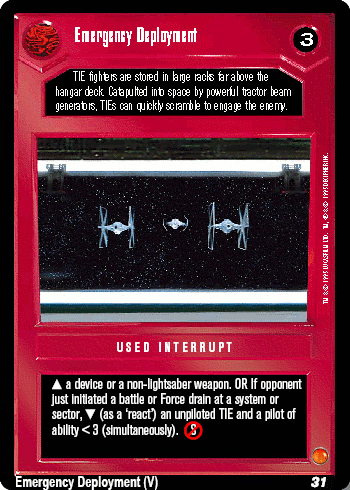 Emergency Deployment
3
TIE fighters are stored in large racks far above the
hangar deck. Catapulted into space by powerful tractor beam
generators, TIEs can quickly scramble to engage the enemy.
USED INTERRUPT
▲ a device or a non-lightsaber weapon. OR If opponent
just initiated a battle or Force drain at a system or
sector, ▼ (as a 'react') an unpiloted TIE and a pilot of
ability < 3 (simultaneously).
Emergency Deployment (V)
31